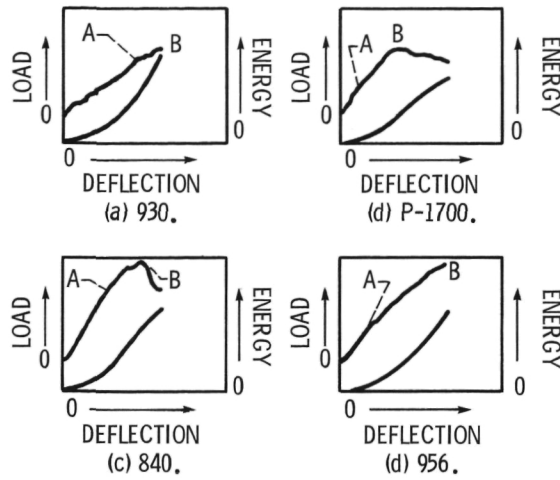 A B
LOAD
ENERGY
0
0
0
DEFLECTION
(a) 930.
A B
LOAD
ENERGY
0
0
0
DEFLECTION
(d) P-1700.
A B
LOAD
ENERGY
0
0
0
DEFLECTION
(c) 840.
A B
LOAD
ENERGY
0
0
0
DEFLECTION
(d) 956.